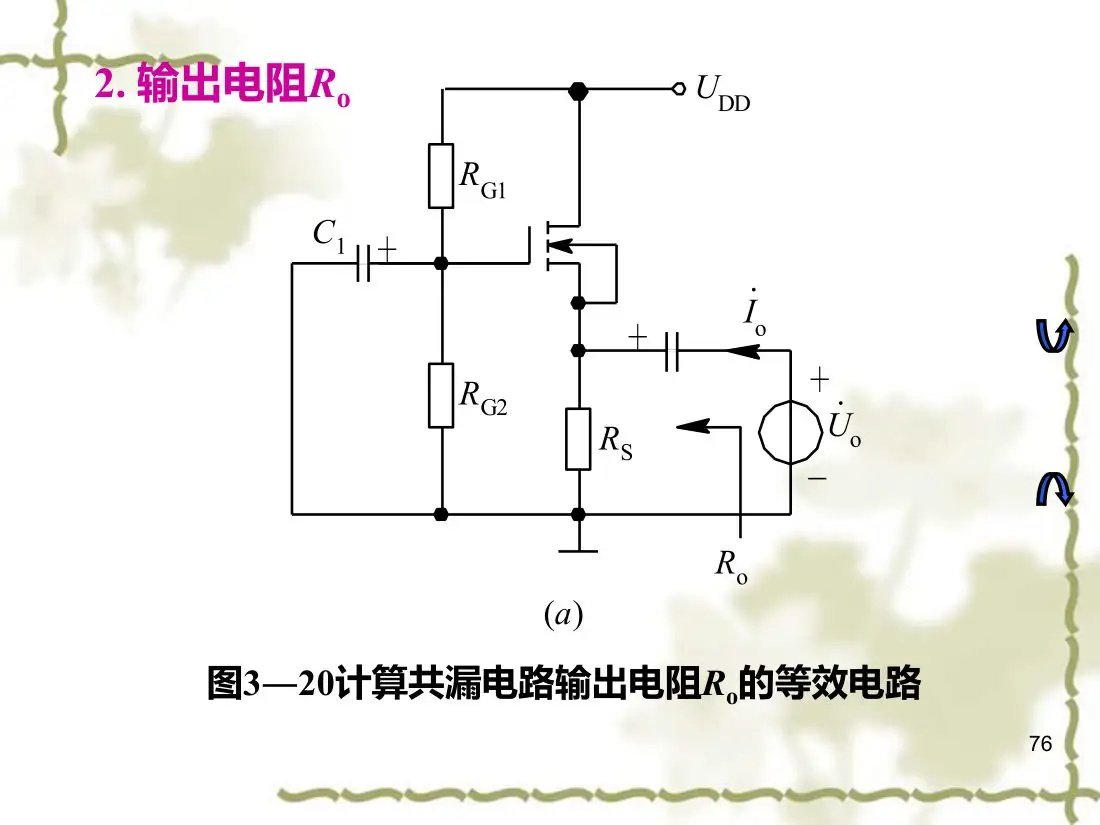 2. 输出电阻Ro
UDD
RG1
C1
+
+
İo
+
RG2
RS
U̇o
−
Ro
(a)
图3—20计算共漏电路输出电阻Ro的等效电路
76